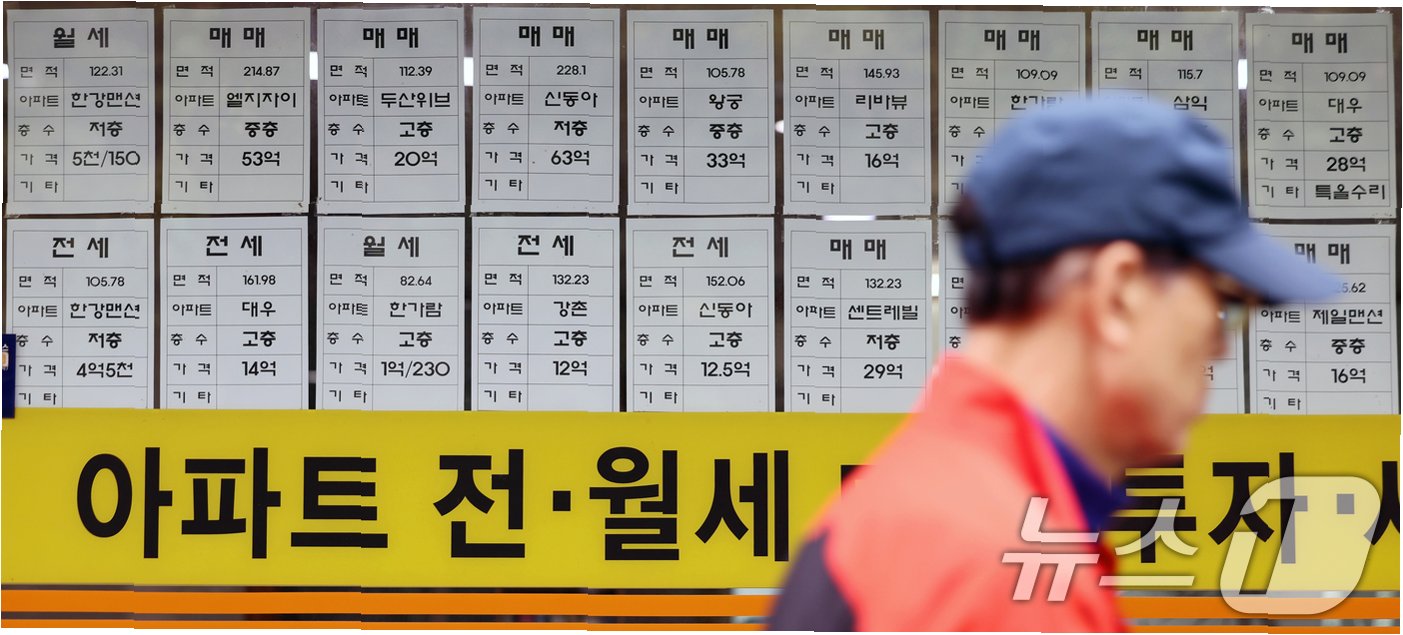 월 세
면 적 122.31
아파트 한강맨션
층 수 저층
가 격 5천/150
기 타
매 매
면 적 214.87
아파트 엘지자이
층 수 중층
가 격 53억
기 타
매 매
면 적 112.39
아파트 두산위브
층 수 고층
가 격 20억
기 타
매 매
면 적 228.1
아파트 신동아
층 수 저층
가 격 63억
기 타
매 매
면 적 105.78
아파트 왕궁
층 수 중층
가 격 33억
기 타
매 매
면 적 145.93
아파트 리바뷰
층 수 고층
가 격 16억
기 타
매 매
면 적 109.09
아파트 한가람
층 수
가 격
매 매
면 적 115.7
삼익
매 매
면 적 109.09
아파트 대우
층 수 고층
가 격 28억
기 타 특올수리
전 세
면 적 105.78
아파트 한강맨션
층 수 저층
가 격 4억5천
기 타
전 세
면 적 161.98
아파트 대우
층 수 고층
가 격 14억
기 타
월 세
면 적 82.64
아파트 한가람
층 수 고층
가 격 1억/230
기 타
전 세
면 적 132.23
아파트 강촌
층 수 고층
가 격 12억
기 타
전 세
면 적 152.06
아파트 신동아
층 수 고층
가 격 12.5억
기 타
매 매
면 적 132.23
아파트 센트레빌
층 수 저층
가 격 29억
기 타
매 매
아파트 제일맨션
층 수 중층
가 격 16억
기 타
아파트 전·월세 투자·
뉴스1